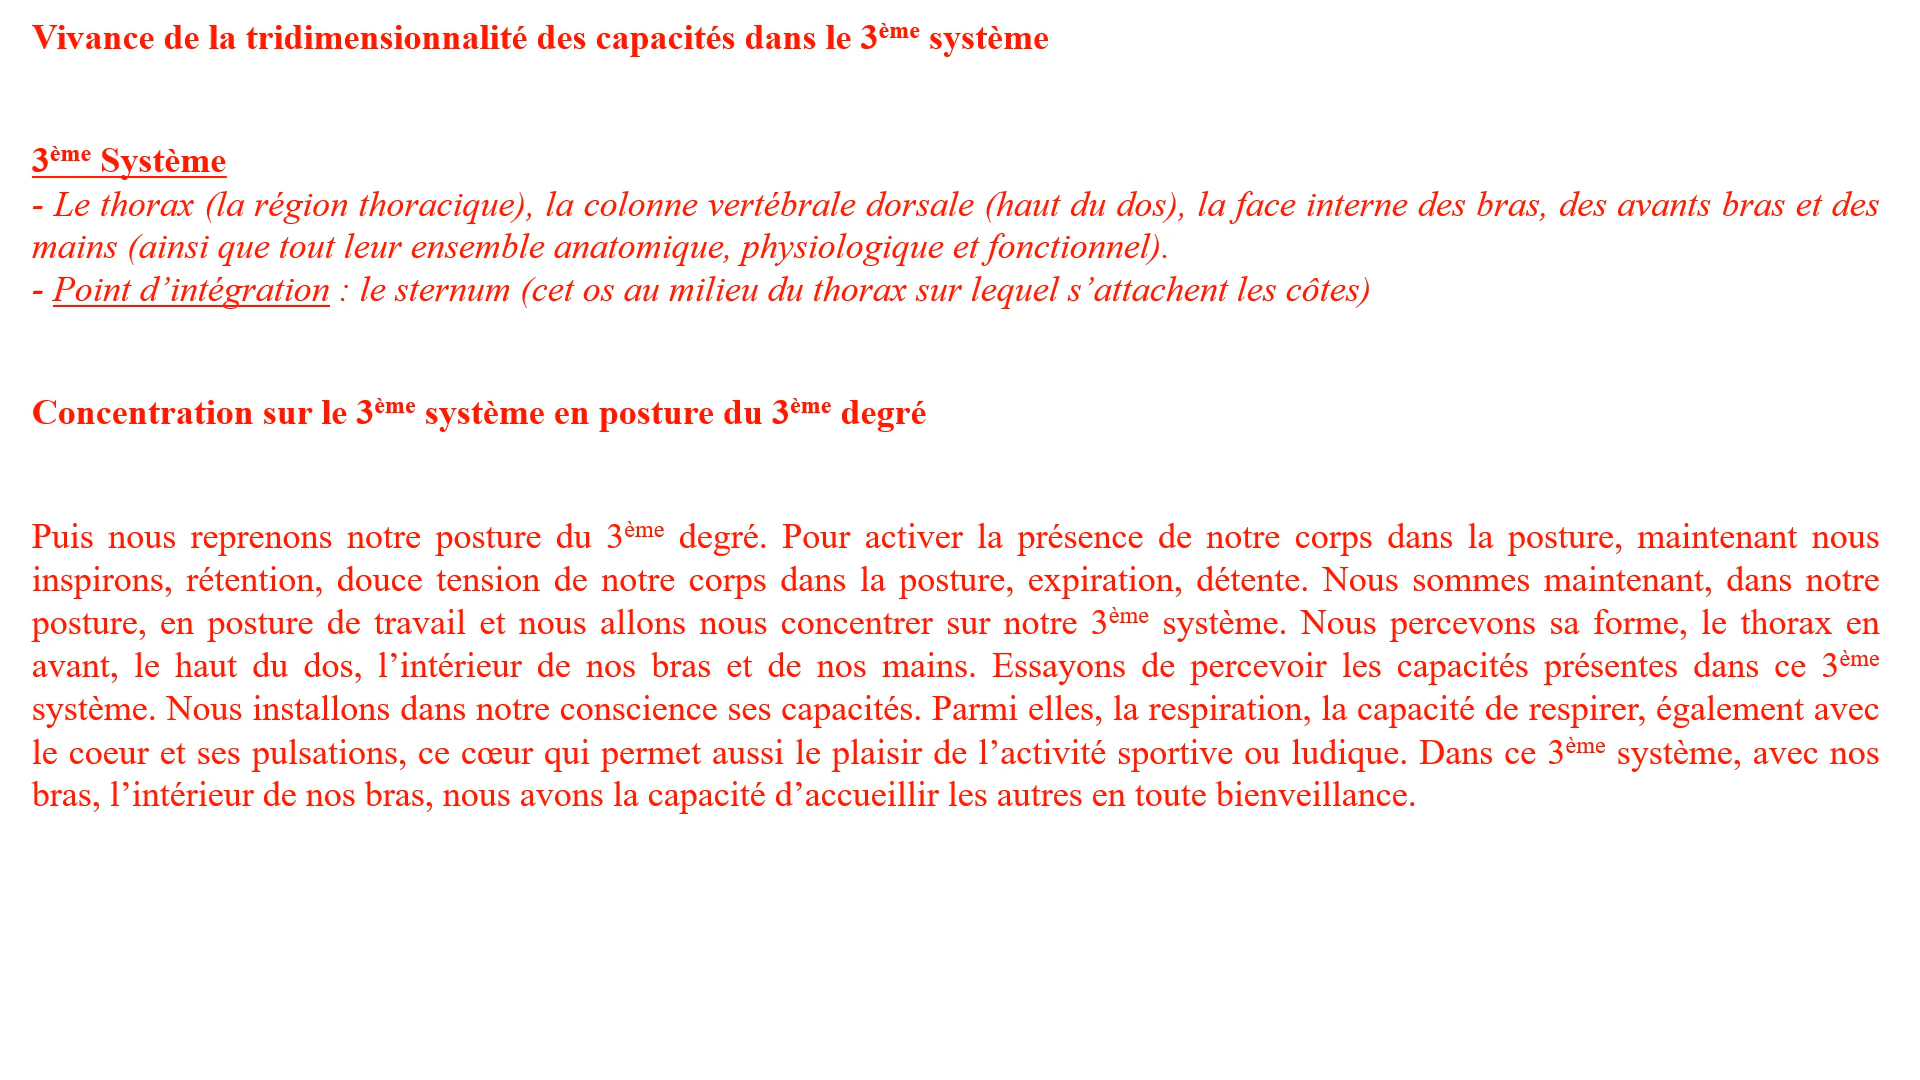 Vivance de la tridimensionnalité des capacités dans le 3ème système
3ème Système
- Le thorax (la région thoracique), la colonne vertébrale dorsale (haut du dos), la face interne des bras, des avants bras et des
mains (ainsi que tout leur ensemble anatomique, physiologique et fonctionnel).
- Point d’intégration : le sternum (cet os au milieu du thorax sur lequel s’attachent les côtes)
Concentration sur le 3ème système en posture du 3ème degré
Puis nous reprenons notre posture du 3ème degré. Pour activer la présence de notre corps dans la posture, maintenant nous
inspirons, rétention, douce tension de notre corps dans la posture, expiration, détente. Nous sommes maintenant, dans notre
posture, en posture de travail et nous allons nous concentrer sur notre 3ème système. Nous percevons sa forme, le thorax en
avant, le haut du dos, l’intérieur de nos bras et de nos mains. Essayons de percevoir les capacités présentes dans ce 3ème
système. Nous installons dans notre conscience ses capacités. Parmi elles, la respiration, la capacité de respirer, également avec
le coeur et ses pulsations, ce cœur qui permet aussi le plaisir de l’activité sportive ou ludique. Dans ce 3ème système, avec nos
bras, l’intérieur de nos bras, nous avons la capacité d’accueillir les autres en toute bienveillance.